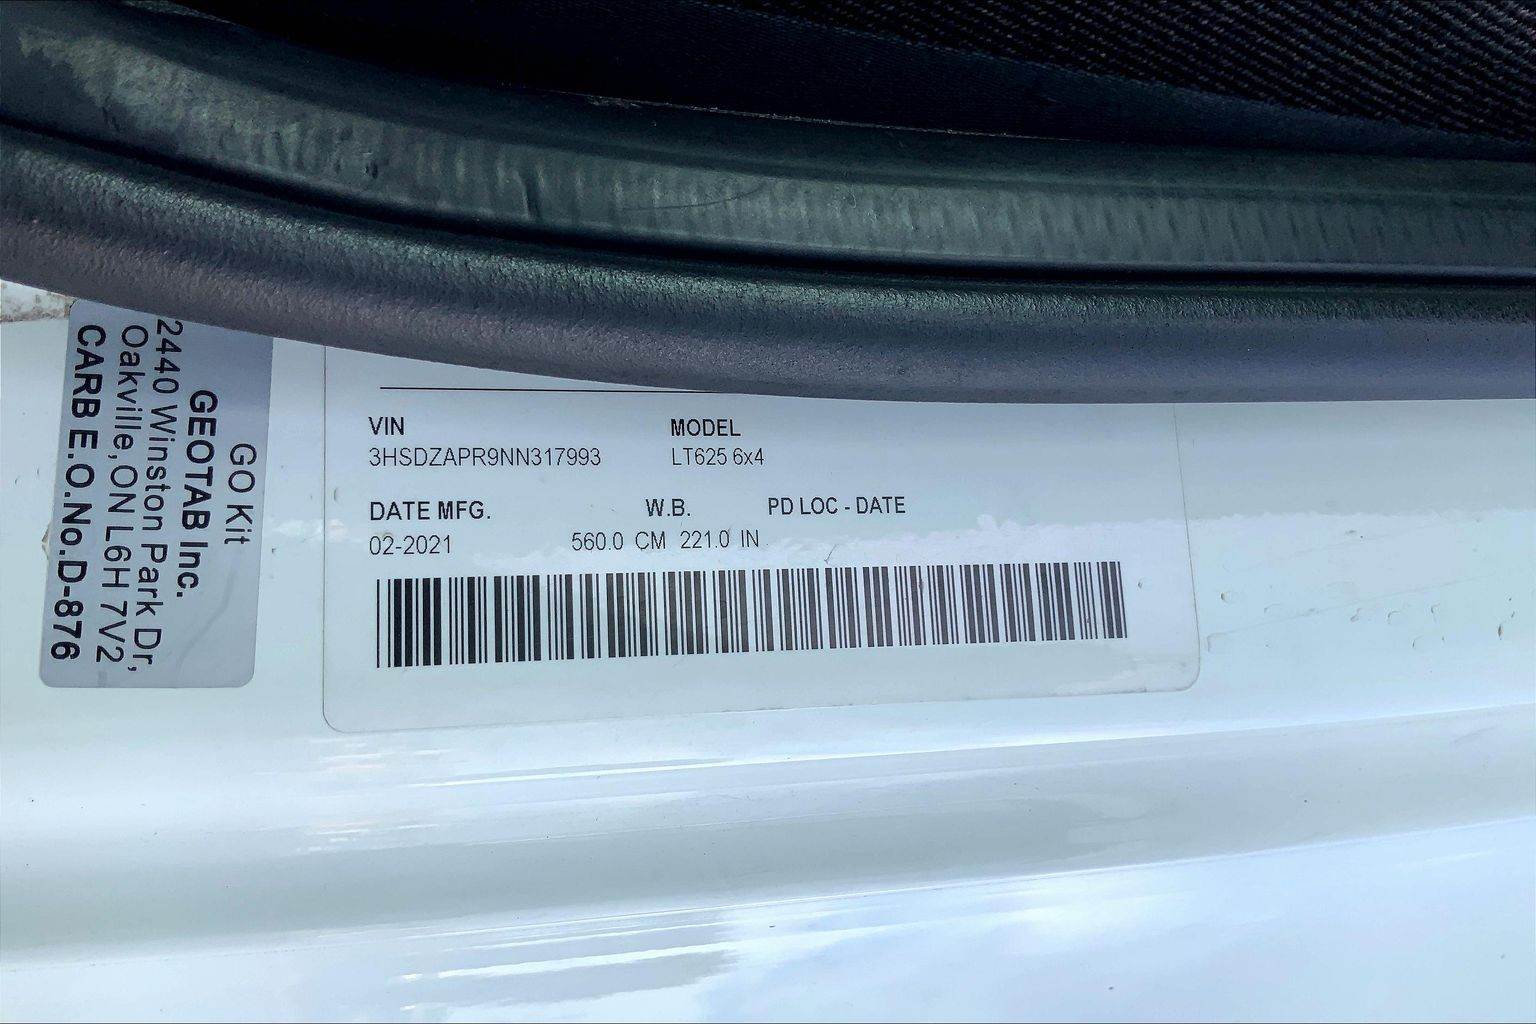 GO Kit
GEOTAB Inc.
2440 Winston Park Dr,
Oakville, ON L6H 7V2
CARB E.O.No.D-876
VIN MODEL
3HSDZAPR9NN317993 LT625 6x4
DATE MFG. W.B. PD LOC - DATE
02-2021 560.0 CM 221.0 IN